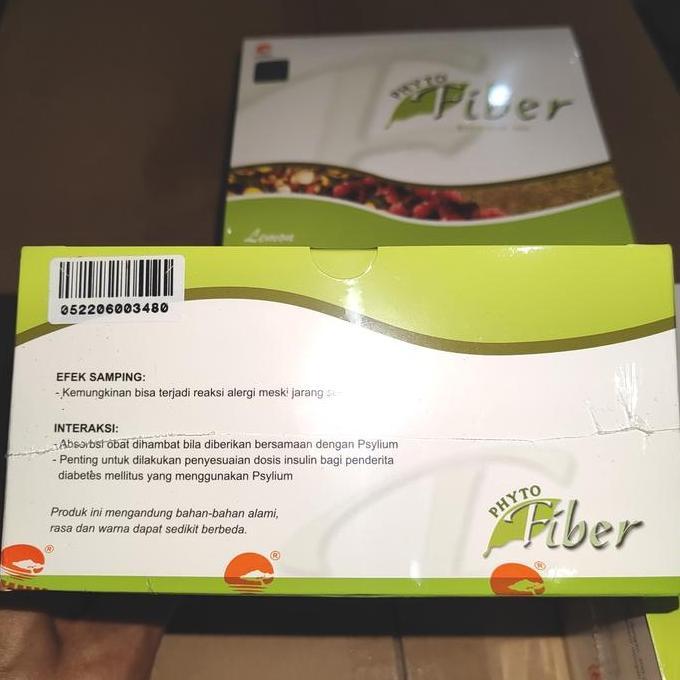 PHYTO
Fiber
Lemon
052206003480
EFEK SAMPING:
- Kemungkinan bisa terjadi reaksi alergi meski jarang
INTERAKSI:
- Absorbsi obat dihambat bila diberikan bersamaan dengan Psylium
- Penting untuk dilakukan penyesuaian dosis insulin bagi penderita
diabetes mellitus yang menggunakan Psylium
Produk ini mengandung bahan-bahan alami,
rasa dan warna dapat sedikit berbeda.
PHYTO
Fiber
®
®
®